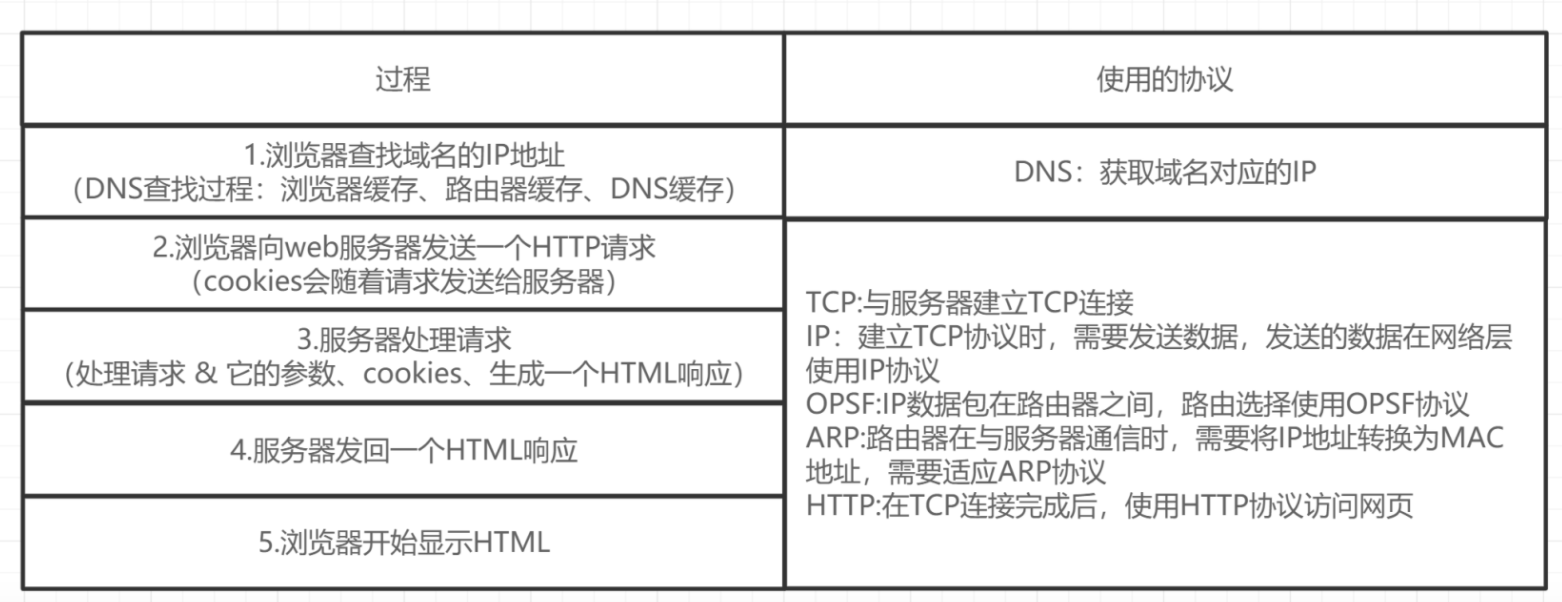 过程
使用的协议
1.浏览器查找域名的IP地址
（DNS查找过程：浏览器缓存、路由器缓存、DNS缓存）
DNS：获取域名对应的IP
2.浏览器向web服务器发送一个HTTP请求
（cookies会随着请求发送给服务器）
3.服务器处理请求
（处理请求 & 它的参数、cookies、生成一个HTML响应）
4.服务器发回一个HTML响应
5.浏览器开始显示HTML
TCP:与服务器建立TCP连接
IP：建立TCP协议时，需要发送数据，发送的数据在网络层
使用IP协议
OPSF:IP数据包在路由器之间，路由选择使用OPSF协议
ARP:路由器在与服务器通信时，需要将IP地址转换为MAC
地址，需要适应ARP协议
HTTP:在TCP连接完成后，使用HTTP协议访问网页